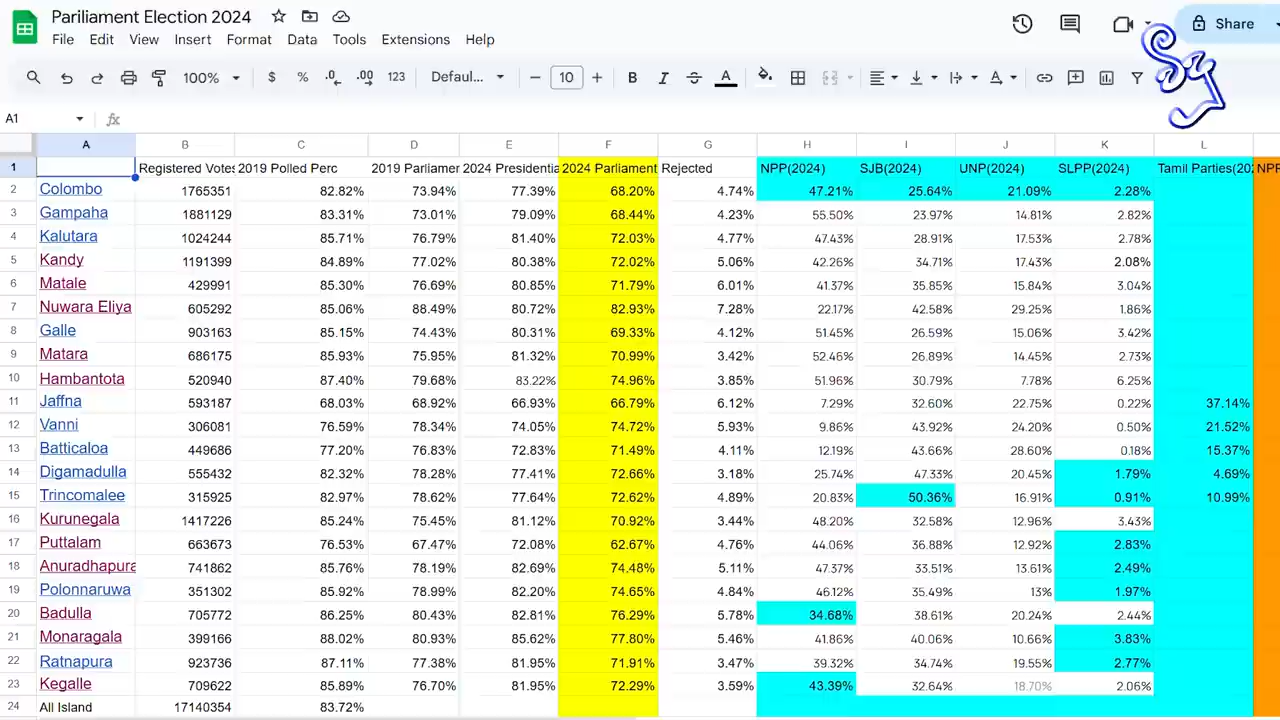 Pariliament Election 2024
File Edit View Insert Format Data Tools Extensions Help
Share
100% $ % .0 .00 123 Defaul... 10 B I S A
A1 fx
A B C D E F G H I J K L
1 Registered Votes 2019 Polled Perc 2019 Parliamer 2024 Presidentia 2024 Parliament Rejected NPP(2024) SJB(2024) UNP(2024) SLPP(2024) Tamil Parties(202 NPP
2 Colombo 1765351 82.82% 73.94% 77.39% 68.20% 4.74% 47.21% 25.64% 21.09% 2.28%
3 Gampaha 1881129 83.31% 73.01% 79.09% 68.44% 4.23% 55.50% 23.97% 14.81% 2.82%
4 Kalutara 1024244 85.71% 76.79% 81.40% 72.03% 4.77% 47.43% 28.91% 17.53% 2.78%
5 Kandy 1191399 84.89% 77.02% 80.38% 72.02% 5.06% 42.26% 34.71% 17.43% 2.08%
6 Matale 429991 85.30% 76.69% 80.85% 71.79% 6.01% 41.37% 35.85% 15.84% 3.04%
7 Nuwara Eliya 605292 85.06% 88.49% 80.72% 82.93% 7.28% 22.17% 42.58% 29.25% 1.86%
8 Galle 903163 85.15% 74.43% 80.31% 69.33% 4.12% 51.45% 26.59% 15.06% 3.42%
9 Matara 686175 85.93% 75.95% 81.32% 70.99% 3.42% 52.46% 26.89% 14.45% 2.73%
10 Hambantota 520940 87.40% 79.68% 83.22% 74.96% 3.85% 51.96% 30.79% 7.78% 6.25%
11 Jaffna 593187 68.03% 68.92% 66.93% 66.79% 6.12% 7.29% 32.60% 22.75% 0.22% 37.14%
12 Vanni 306081 76.59% 78.34% 74.05% 74.72% 5.93% 9.86% 43.92% 24.20% 0.50% 21.52%
13 Batticaloa 449686 77.20% 76.83% 72.83% 71.49% 4.11% 12.19% 43.66% 28.60% 0.18% 15.37%
14 Digamadulla 555432 82.32% 78.28% 77.41% 72.66% 3.18% 25.74% 47.33% 20.45% 1.79% 4.69%
15 Trincomalee 315925 82.97% 78.62% 77.64% 72.62% 4.89% 20.83% 50.36% 16.91% 0.91% 10.99%
16 Kurunegala 1417226 85.24% 75.45% 81.12% 70.92% 3.44% 48.20% 32.58% 12.96% 3.43%
17 Puttalam 663673 76.53% 67.47% 72.08% 62.67% 4.76% 44.06% 36.88% 12.92% 2.83%
18 Anuradhapura 741862 85.76% 78.19% 82.69% 74.48% 5.11% 47.37% 33.51% 13.61% 2.49%
19 Polonnaruwa 351302 85.92% 78.99% 82.20% 74.65% 4.84% 46.12% 35.49% 13% 1.97%
20 Badulla 705772 86.25% 80.43% 82.81% 76.29% 5.78% 34.68% 38.61% 20.24% 2.44%
21 Monaragala 399166 88.02% 80.93% 85.62% 77.80% 5.46% 41.86% 40.06% 10.66% 3.83%
22 Ratnapura 923736 87.11% 77.38% 81.95% 71.91% 3.47% 39.32% 34.74% 19.55% 2.77%
23 Kegalle 709622 85.89% 76.70% 81.95% 72.29% 3.59% 43.39% 32.64% 18.70% 2.06%
24 All Island 17140354 83.72%